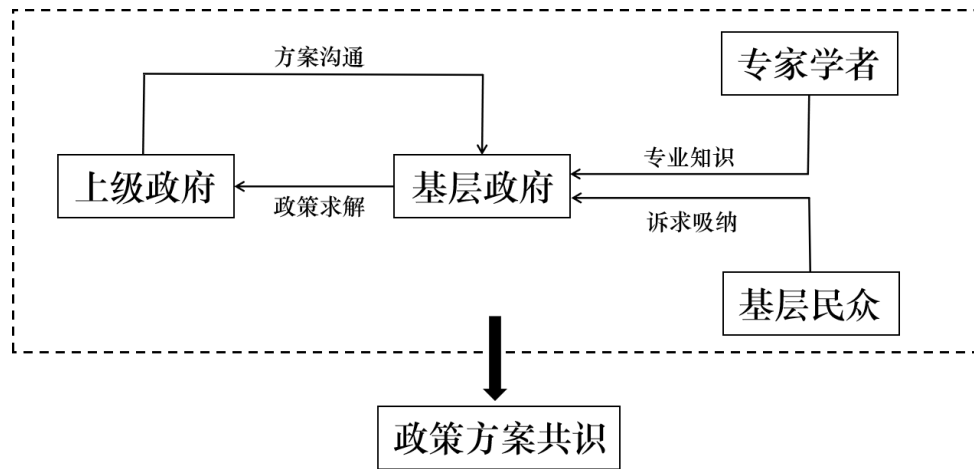 方案沟通
专家学者
专业知识
上级政府
基层政府
政策求解
诉求吸纳
基层民众
政策方案共识